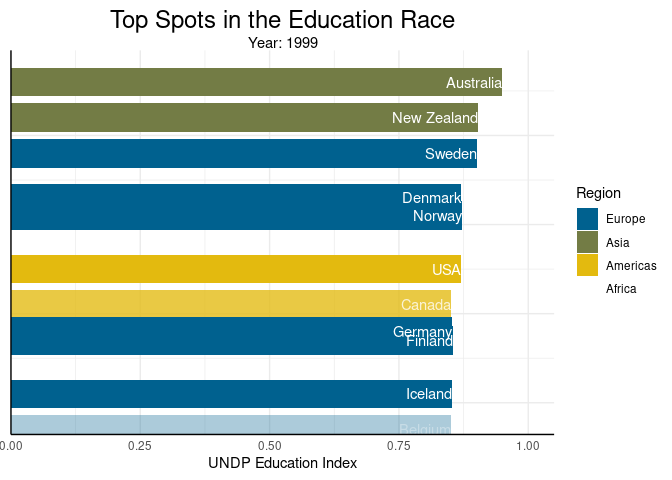 Top Spots in the Education Race
Year: 1999
Australia
New Zealand
Sweden
Denmark
Norway
USA
Canada
Germany
Finland
Iceland
Belgium
0.00 0.25 0.50 0.75 1.00
UNDP Education Index
Region
Europe
Asia
Americas
Africa